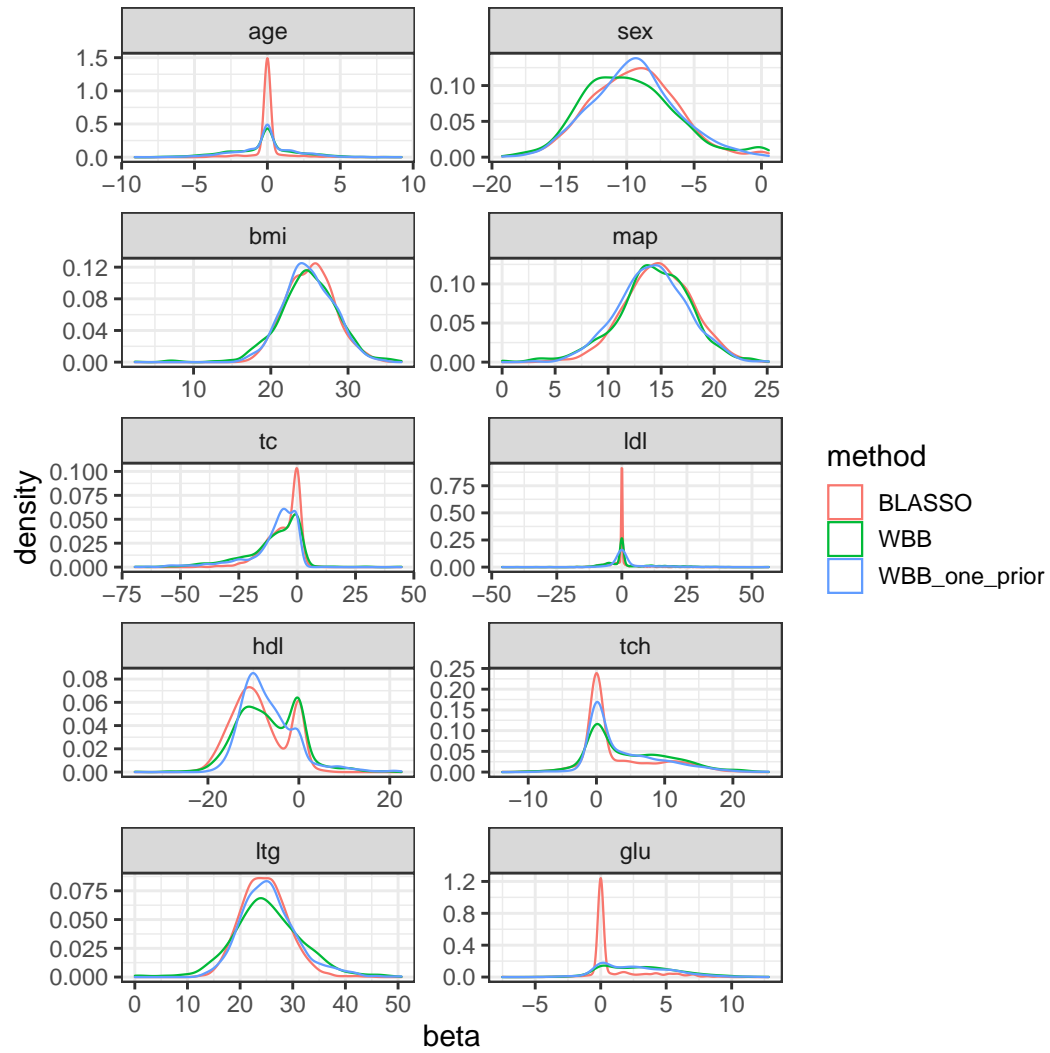 age
sex
1.5
1.0
0.5
0.0
0.10
0.05
0.00
−10 −5 0 5 10
−20 −15 −10 −5 0
bmi
map
0.12
0.08
0.04
0.00
0.10
0.05
0.00
10 20 30
0 5 10 15 20 25
tc
ldl
0.100
0.075
0.050
0.025
0.000
0.75
0.50
0.25
0.00
−75 −50 −25 0 25 50
−50 −25 0 25 50
hdl
tch
0.08
0.06
0.04
0.02
0.00
0.25
0.20
0.15
0.10
0.05
0.00
−20 0 20
−10 0 10 20
ltg
glu
0.075
0.050
0.025
0.000
1.2
0.8
0.4
0.0
0 10 20 30 40 50
−5 0 5 10
density
beta
method
BLASSO
WBB
WBB_one_prior